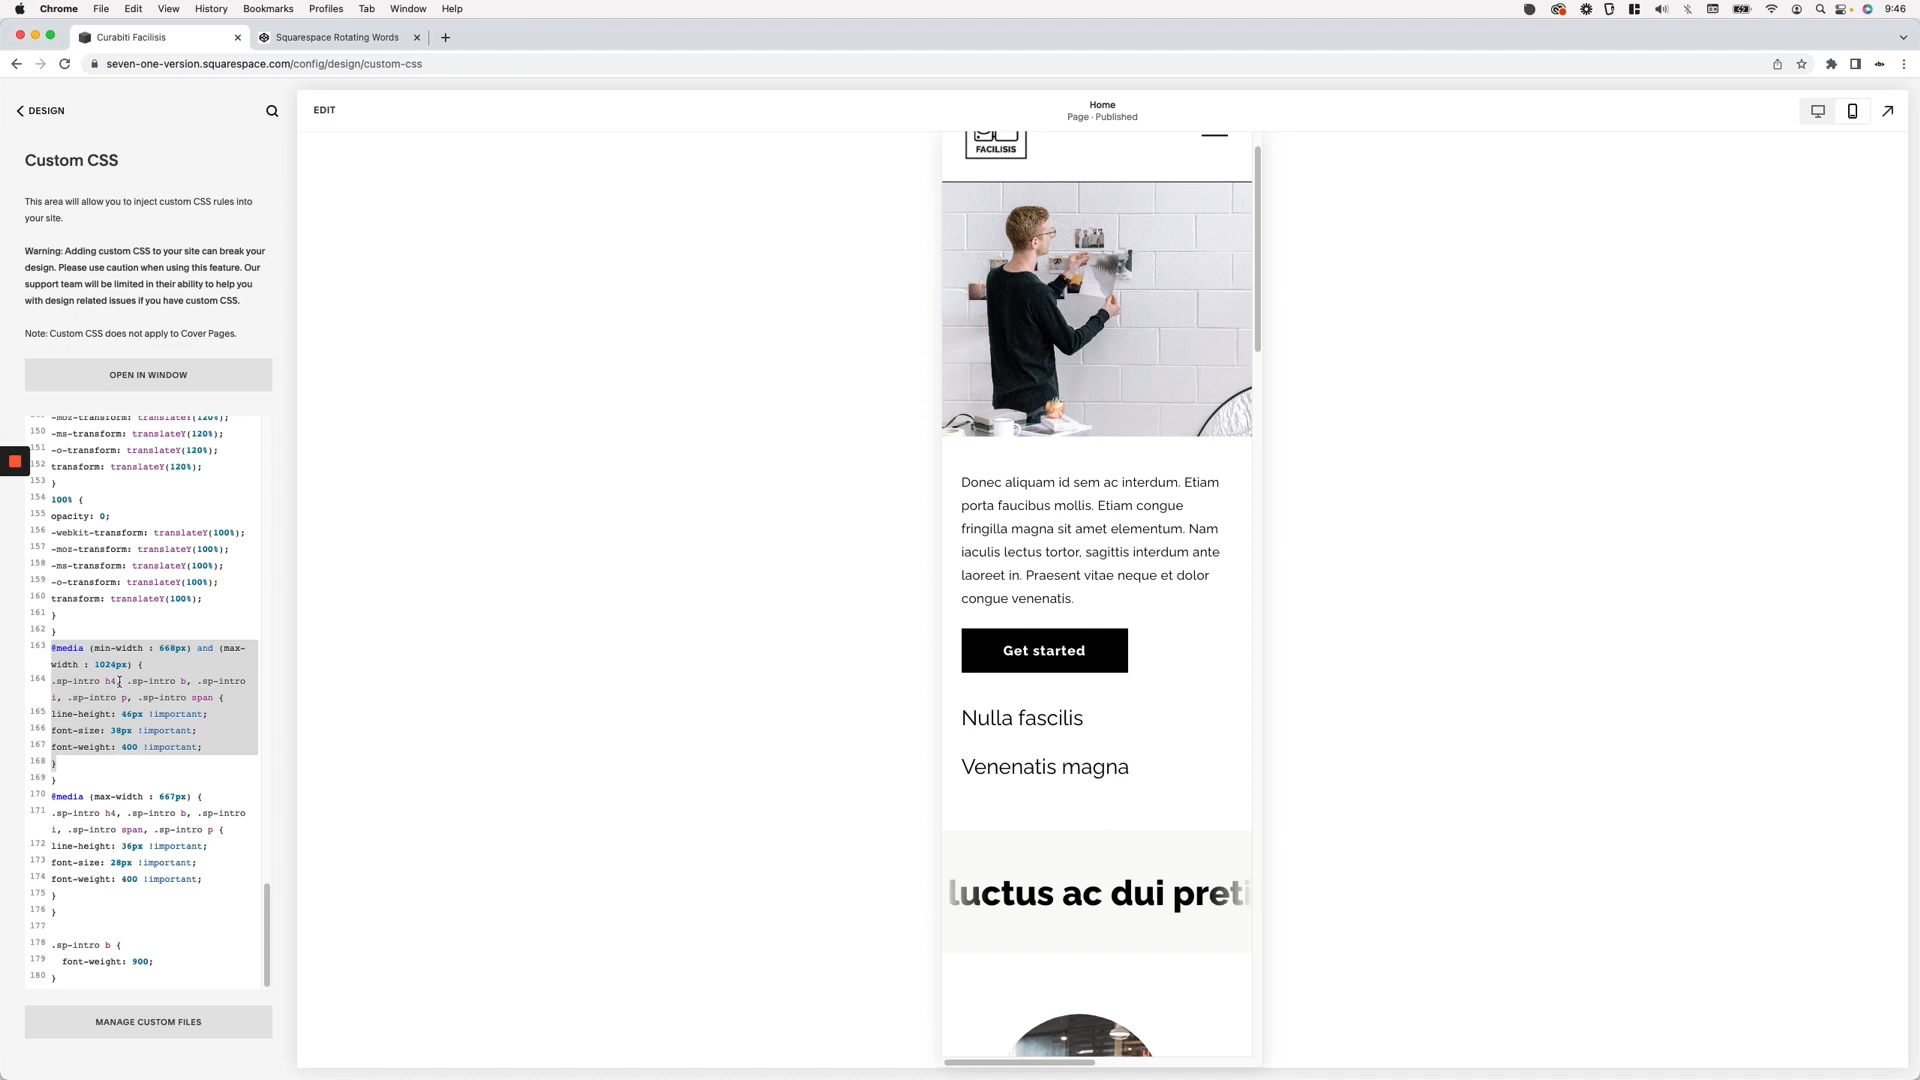 Chrome File Edit View History Bookmarks Profiles Tab Window Help 9:46
Curabiti Facilisis
Squarespace Rotating Words
seven-one-version.squarespace.com/config/design/custom-css
DESIGN
EDIT
Home
Page · Published
Custom CSS
This area will allow you to inject custom CSS rules into
your site.
Warning: Adding custom CSS to your site can break your
design. Please use caution when using this feature. Our
support team will be limited in their ability to help you
with design related issues if you have custom CSS.
Note: Custom CSS does not apply to Cover Pages.
OPEN IN WINDOW
-moz-transform: translateY(120%);
150 -ms-transform: translateY(120%);
151 -o-transform: translateY(120%);
152 transform: translateY(120%);
153 }
154 100% {
155 opacity: 0;
156 -webkit-transform: translateY(100%);
157 -moz-transform: translateY(100%);
158 -ms-transform: translateY(100%);
159 -o-transform: translateY(100%);
160 transform: translateY(100%);
161 }
162 }
163 @media (min-width : 668px) and (max-
width : 1024px) {
164 .sp-intro h4, .sp-intro b, .sp-intro
i, .sp-intro p, .sp-intro span {
165 line-height: 46px !important;
166 font-size: 38px !important;
167 font-weight: 400 !important;
168 }
169 }
170 @media (max-width : 667px) {
171 .sp-intro h4, .sp-intro b, .sp-intro
i, .sp-intro span, .sp-intro p {
172 line-height: 36px !important;
173 font-size: 28px !important;
174 font-weight: 400 !important;
175 }
176 }
177
178 .sp-intro b {
179 font-weight: 900;
180 }
MANAGE CUSTOM FILES
FACILISIS
Donec aliquam id sem ac interdum. Etiam
porta faucibus mollis. Etiam congue
fringilla magna sit amet elementum. Nam
iaculis lectus tortor, sagittis interdum ante
laoreet in. Praesent vitae neque et dolor
congue venenatis.
Get started
Nulla fascilis
Venenatis magna
luctus ac dui preti